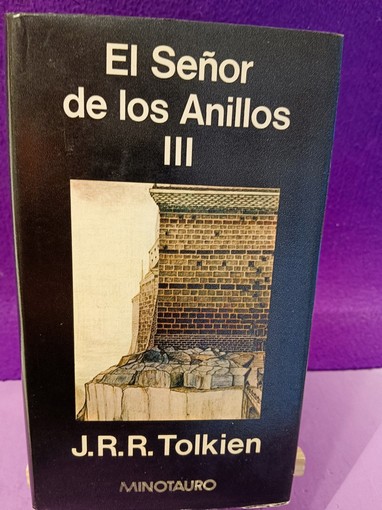 El Señor
de los Anillos
III
J.R.R. Tolkien
MINOTAURO